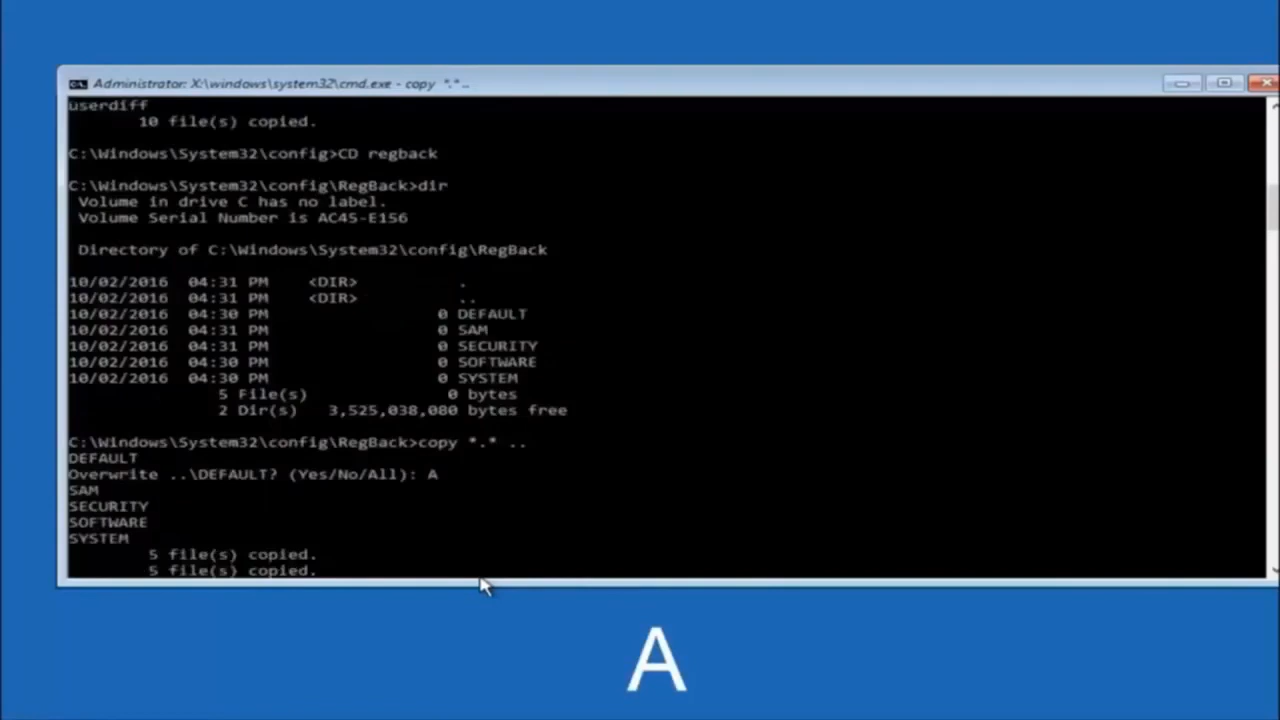 Administrator: X:\windows\system32\cmd.exe - copy *.* ..
userdiff
10 file(s) copied.
C:\Windows\System32\config>CD regback
C:\Windows\System32\config\RegBack>dir
Volume in drive C has no label.
Volume Serial Number is AC45-E156
Directory of C:\Windows\System32\config\RegBack
10/02/2016 04:31 PM <DIR> .
10/02/2016 04:31 PM <DIR> ..
10/02/2016 04:30 PM 0 DEFAULT
10/02/2016 04:31 PM 0 SAM
10/02/2016 04:31 PM 0 SECURITY
10/02/2016 04:30 PM 0 SOFTWARE
10/02/2016 04:30 PM 0 SYSTEM
5 File(s) 0 bytes
2 Dir(s) 3,525,038,080 bytes free
C:\Windows\System32\config\RegBack>copy *.* ..
DEFAULT
Overwrite ..\DEFAULT? (Yes/No/All): A
SAM
SECURITY
SOFTWARE
SYSTEM
5 file(s) copied.
5 file(s) copied.
A